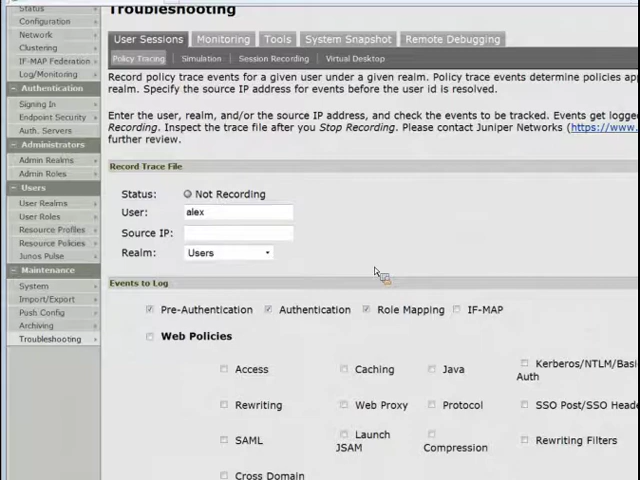 Status
Configuration
Network
Clustering
IF-MAP Federation
Log/Monitoring
Authentication
Signing In
Endpoint Security
Auth. Servers
Administrators
Admin Realms
Admin Roles
Users
User Realms
User Roles
Resource Profiles
Resource Policies
Junos Pulse
Maintenance
System
Import/Export
Push Config
Archiving
Troubleshooting
Troubleshooting
User Sessions Monitoring Tools System Snapshot Remote Debugging
Policy Tracing Simulation Session Recording Virtual Desktop
Record policy trace events for a given user under a given realm. Policy trace events determine policies ap
realm. Specify the source IP address for events before the user id is resolved.
Enter the user, realm, and/or the source IP address, and check the events to be tracked. Events get logge
Recording. Inspect the trace file after you Stop Recording. Please contact Juniper Networks (https://www.
further review.
Record Trace File
Status: Not Recording
User: alex
Source IP:
Realm: Users
Events to Log
Pre-Authentication Authentication Role Mapping IF-MAP
Web Policies
Access Caching Java Kerberos/NTLM/Basi
Auth
Rewriting Web Proxy Protocol SSO Post/SSO Heade
SAML Launch
JSAM Compression Rewriting Filters
Cross Domain